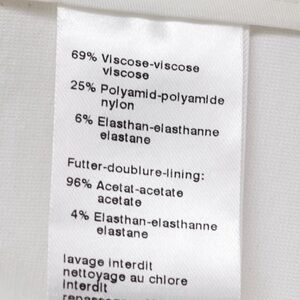 69% Viscose-viscose
viscose
25% Polyamid-polyamide
nylon
6% Elasthan-elasthanne
elastane
Futter-doublure-lining:
96% Acetat-acetate
acetate
4% Elasthan-elasthanne
elastane
lavage interdit
nettoyage au chlore
interdit
repassage